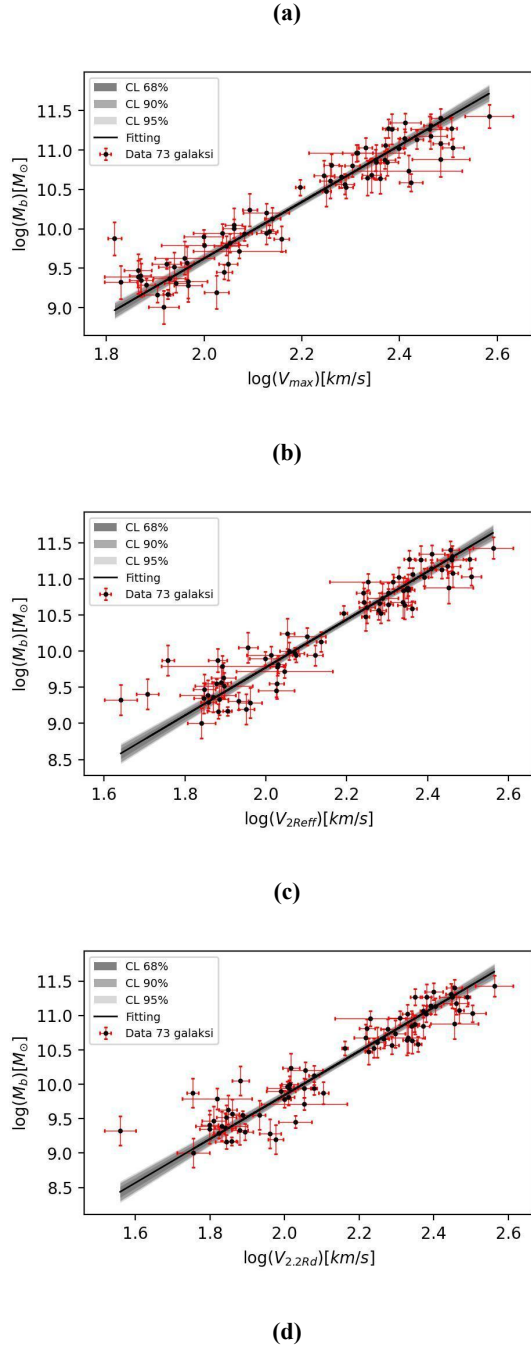 (a)
CL 68%
CL 90%
CL 95%
Fitting
Data 73 galaksi
log(M_b)[M_⊙]
11.5
11.0
10.5
10.0
9.5
9.0
1.8 2.0 2.2 2.4 2.6
log(V_max)[km/s]
(b)
CL 68%
CL 90%
CL 95%
Fitting
Data 73 galaksi
log(M_b)[M_⊙]
11.5
11.0
10.5
10.0
9.5
9.0
8.5
1.6 1.8 2.0 2.2 2.4 2.6
log(V_2Reff)[km/s]
(c)
CL 68%
CL 90%
CL 95%
Fitting
Data 73 galaksi
log(M_b)[M_⊙]
11.5
11.0
10.5
10.0
9.5
9.0
8.5
1.6 1.8 2.0 2.2 2.4 2.6
log(V_2.2Rd)[km/s]
(d)